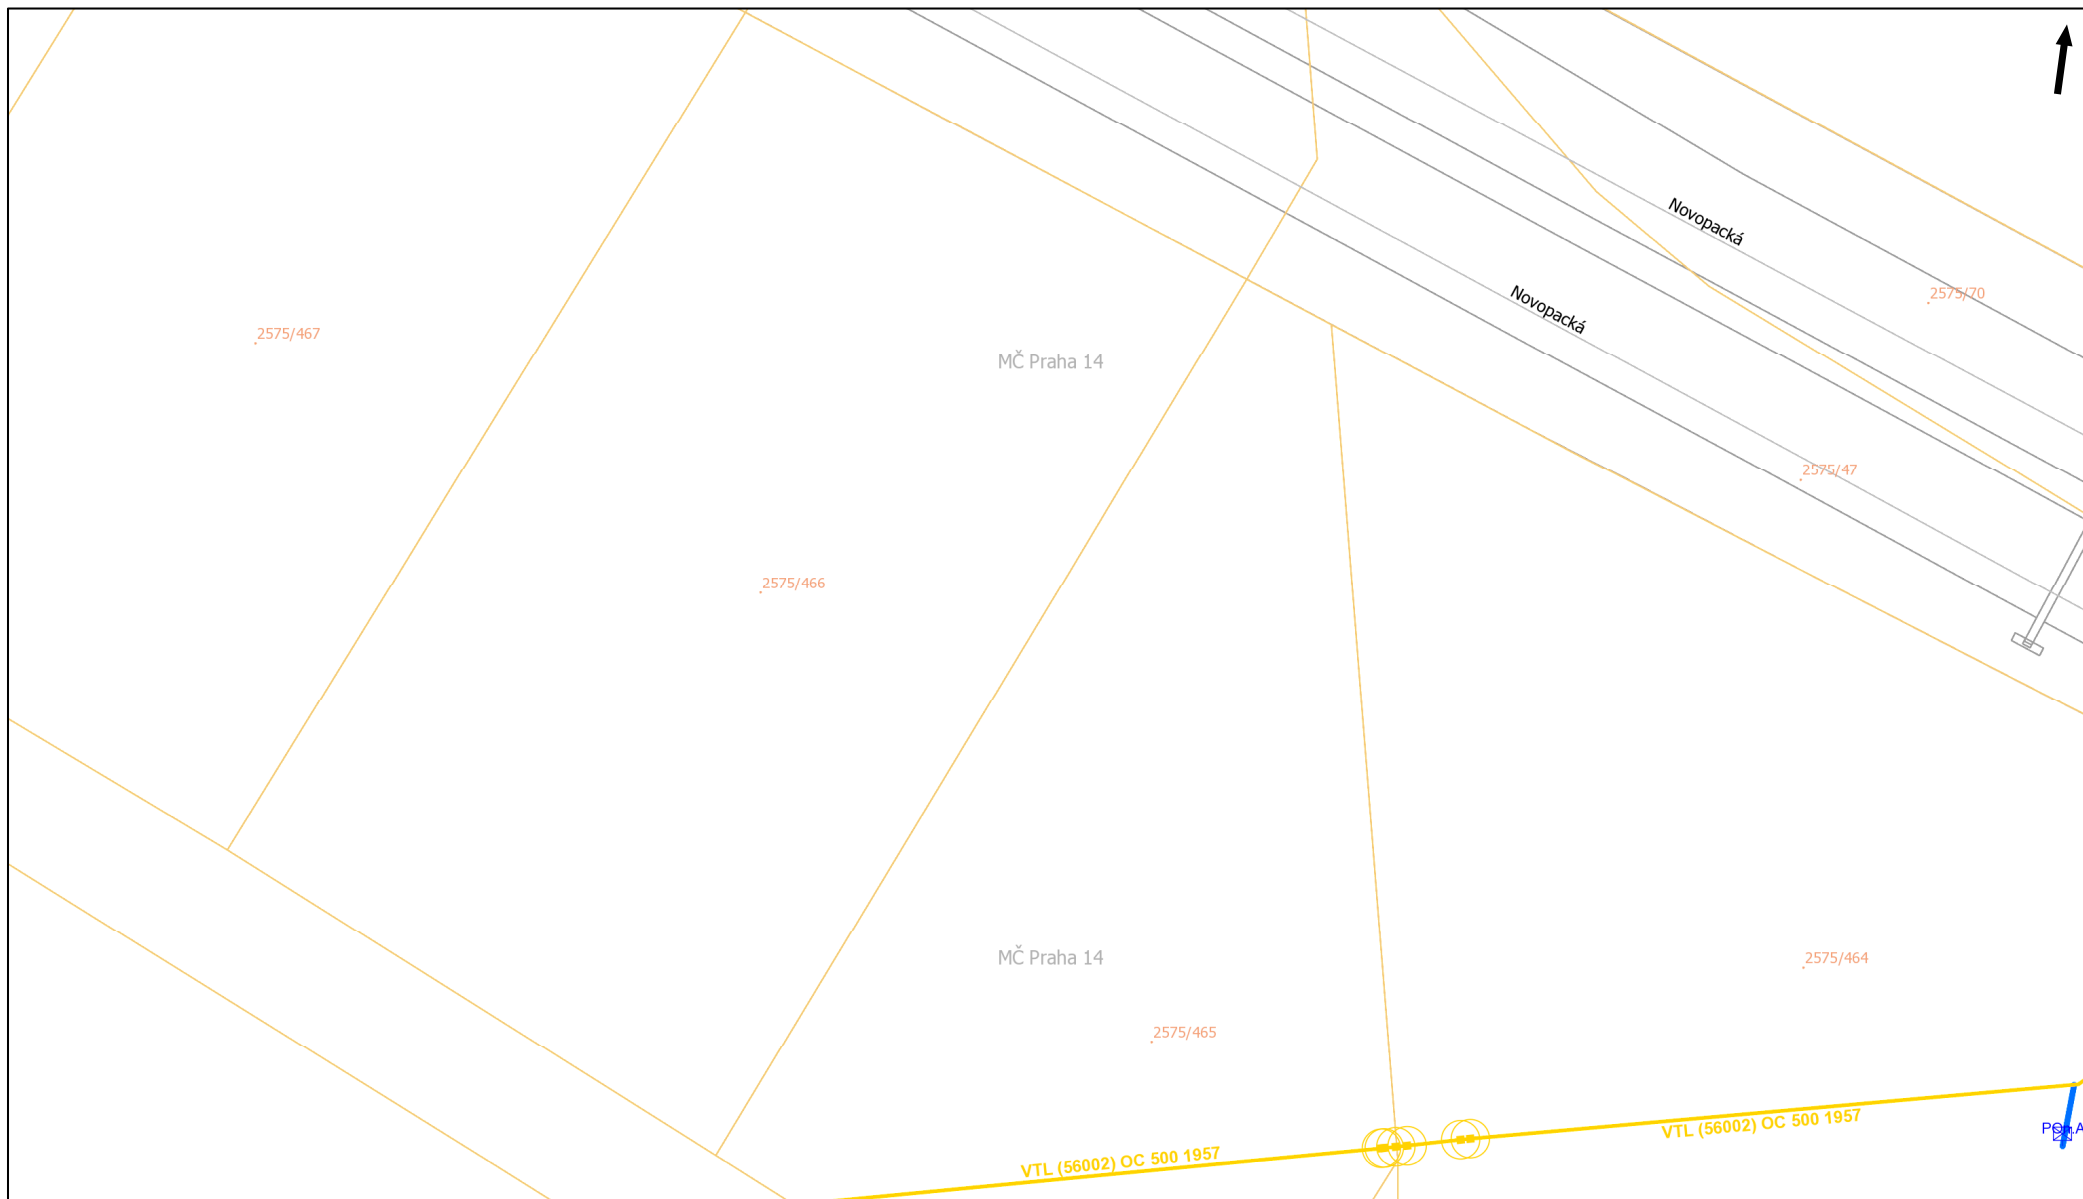 Novopacká
Novopacká
2575/70
2575/467
MČ Praha 14
2575/47
2575/466
MČ Praha 14
2575/464
2575/465
VTL (56002) OC 500 1957
VTL (56002) OC 500 1957